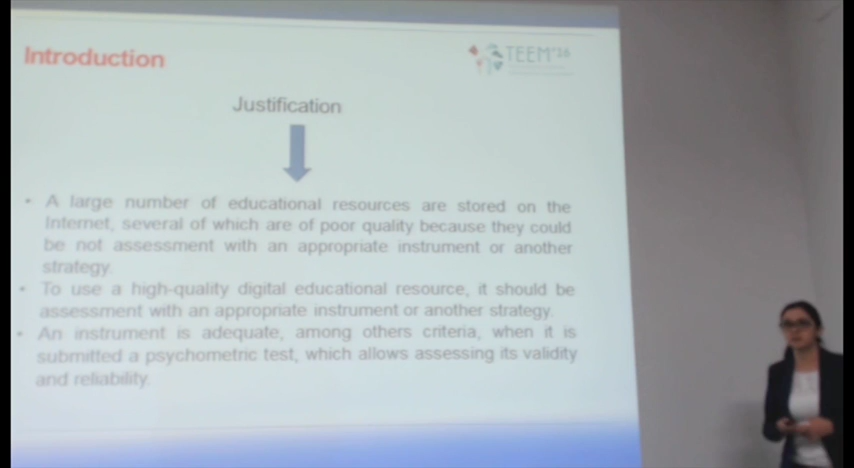 Introduction
TEEM'16
Justification
• A large number of educational resources are stored on the
Internet, several of which are of poor quality because they could
be not assessment with an appropriate instrument or another
strategy.
• To use a high-quality digital educational resource, it should be
assessment with an appropriate instrument or another strategy.
• An instrument is adequate, among others criteria, when it is
submitted a psychometric test, which allows assessing its validity
and reliability.